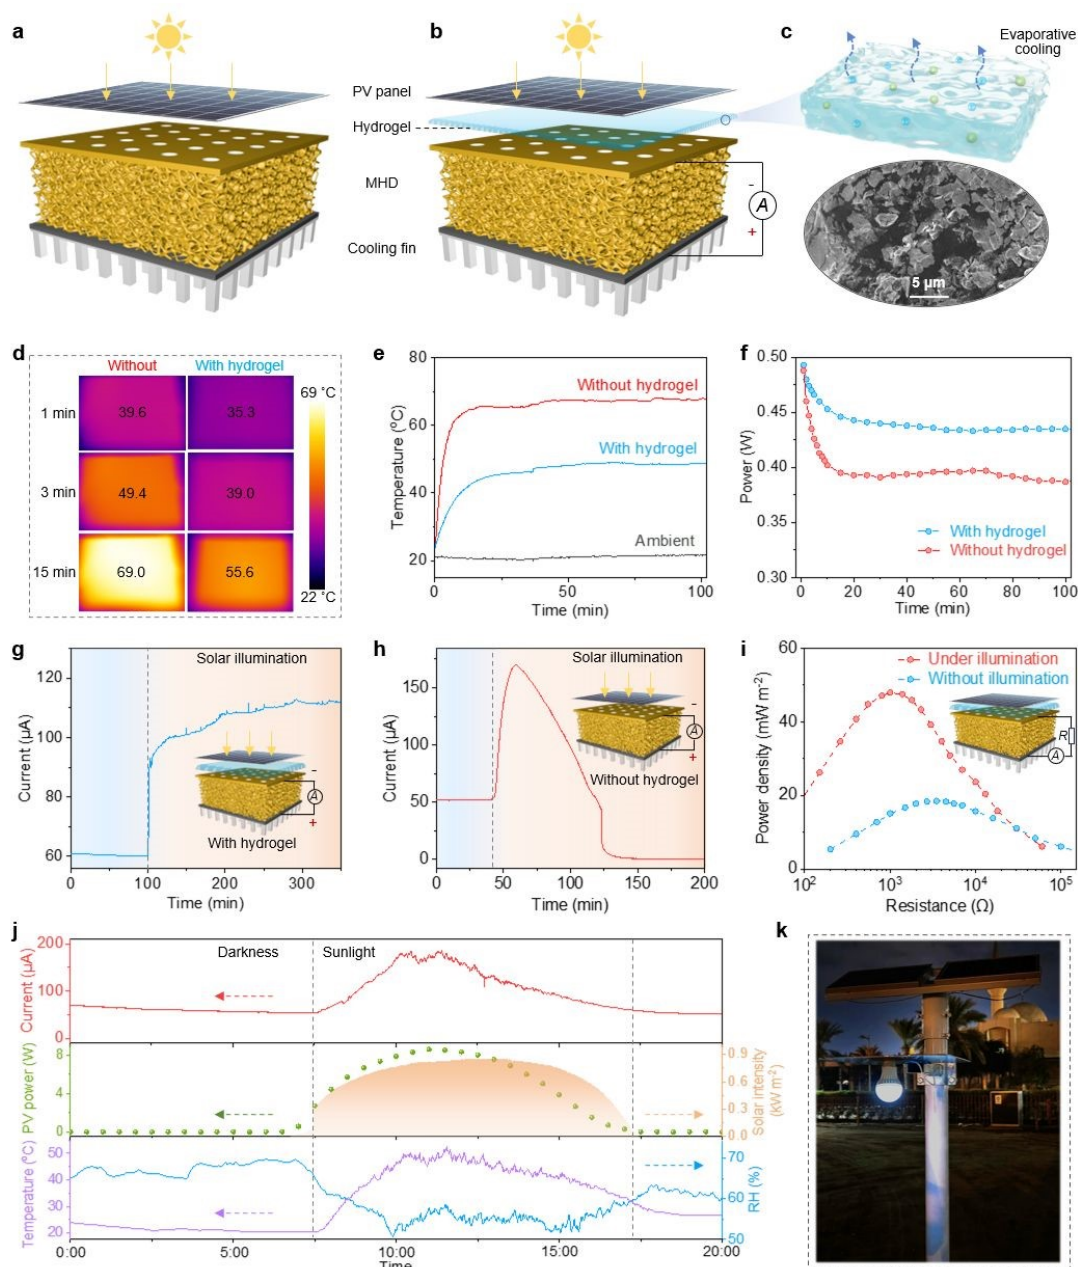 a
b
c
Evaporative
cooling
PV panel
Hydrogel
MHD
Cooling fin
-
A
+
5 µm
d
Without
With hydrogel
1 min
39.6
35.3
3 min
49.4
39.0
15 min
69.0
55.6
69 °C
22 °C
e
80
60
40
20
Temperature (°C)
Without hydrogel
With hydrogel
Ambient
0
50
100
Time (min)
f
0.50
0.45
0.40
0.35
0.30
Power (W)
With hydrogel
Without hydrogel
0
20
40
60
80
100
Time (min)
g
Solar illumination
120
100
80
60
Current (µA)
-
A
+
With hydrogel
0
100
200
300
Time (min)
h
Solar illumination
150
100
50
0
Current (µA)
-
A
+
Without hydrogel
0
50
100
150
200
Time (min)
i
60
40
20
0
Power density (mW m⁻²)
Under illumination
Without illumination
R
A
10²
10³
10⁴
10⁵
Resistance (Ω)
j
Darkness
Sunlight
200
100
0
Current (µA)
8
4
0
PV power (W)
0.9
0.6
0.3
0.0
Solar intensity
(kW m⁻²)
50
40
30
20
Temperature (°C)
70
60
50
RH (%)
0:00
5:00
10:00
15:00
20:00
Time
k